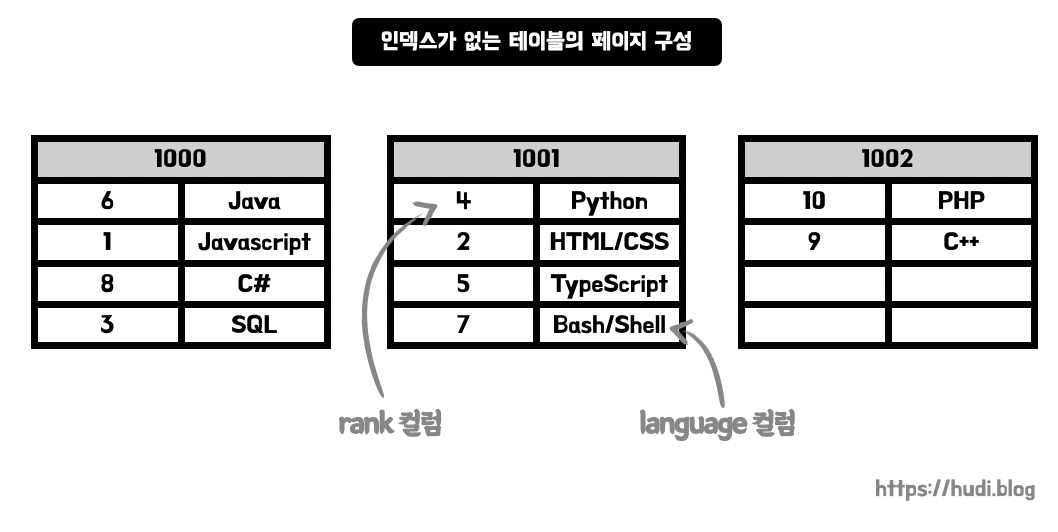 인덱스가 없는 테이블의 페이지 구성
1000
6 Java
1 Javascript
8 C#
3 SQL
1001
4 Python
2 HTML/CSS
5 TypeScript
7 Bash/Shell
1002
10 PHP
9 C++
rank 컬럼
language 컬럼
https://hudi.blog